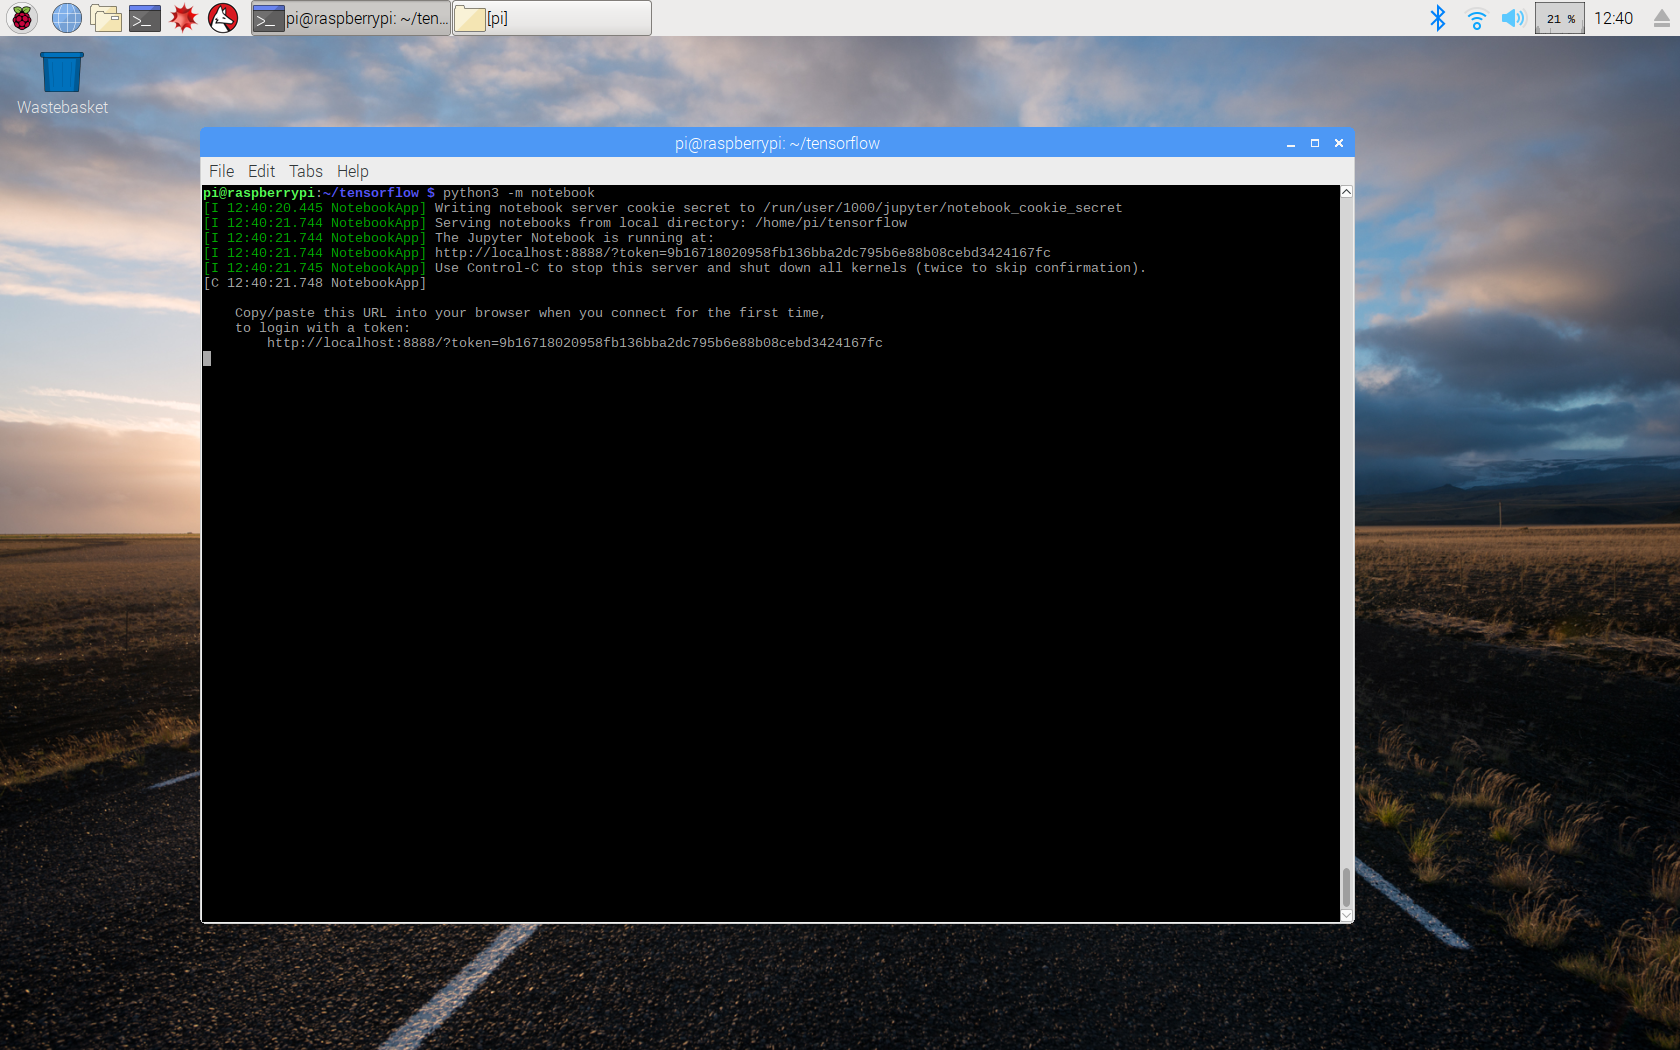 pi@raspberrypi: ~/ten...
[pi]
21 %
12:40
Wastebasket
pi@raspberrypi: ~/tensorflow
File Edit Tabs Help
pi@raspberrypi:~/tensorflow $ python3 -m notebook
[I 12:40:20.445 NotebookApp] Writing notebook server cookie secret to /run/user/1000/jupyter/notebook_cookie_secret
[I 12:40:21.744 NotebookApp] Serving notebooks from local directory: /home/pi/tensorflow
[I 12:40:21.744 NotebookApp] The Jupyter Notebook is running at:
[I 12:40:21.744 NotebookApp] http://localhost:8888/?token=9b16718020958fb136bba2dc795b6e88b08cebd3424167fc
[I 12:40:21.745 NotebookApp] Use Control-C to stop this server and shut down all kernels (twice to skip confirmation).
[C 12:40:21.748 NotebookApp]
Copy/paste this URL into your browser when you connect for the first time,
to login with a token:
http://localhost:8888/?token=9b16718020958fb136bba2dc795b6e88b08cebd3424167fc